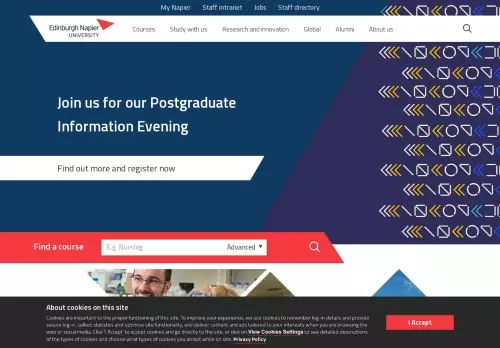 My Napier Staff intranet Jobs Staff directory
Edinburgh Napier
UNIVERSITY
Courses Study with us Research and innovation Global Alumni About us
Join us for our Postgraduate
Information Evening
Find out more and register now
Find a course E.g. Nursing Advanced
About cookies on this site
Cookies are important to the proper functioning of this site. To improve your experience, we use cookies to remember log-in details and provide
secure log-in, collect statistics and optimise site functionality, and deliver content and ads tailored to your interests when you are browsing the
web or social media. Click 'I Accept' to accept cookies and go directly to the site, or click on View Cookies Settings to see detailed descriptions
of the types of cookies and choose what types of cookies you accept while on site. Privacy Policy
I Accept